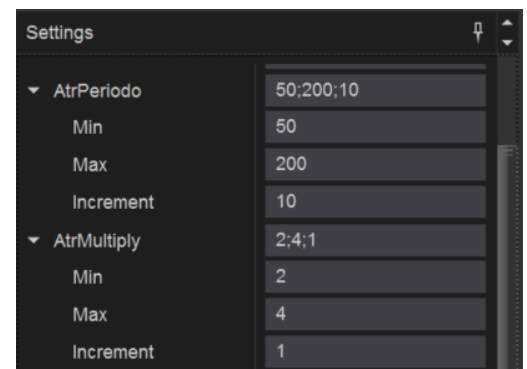 Settings
AtrPeriodo 50;200;10
Min 50
Max 200
Increment 10
AtrMultiply 2;4;1
Min 2
Max 4
Increment 1